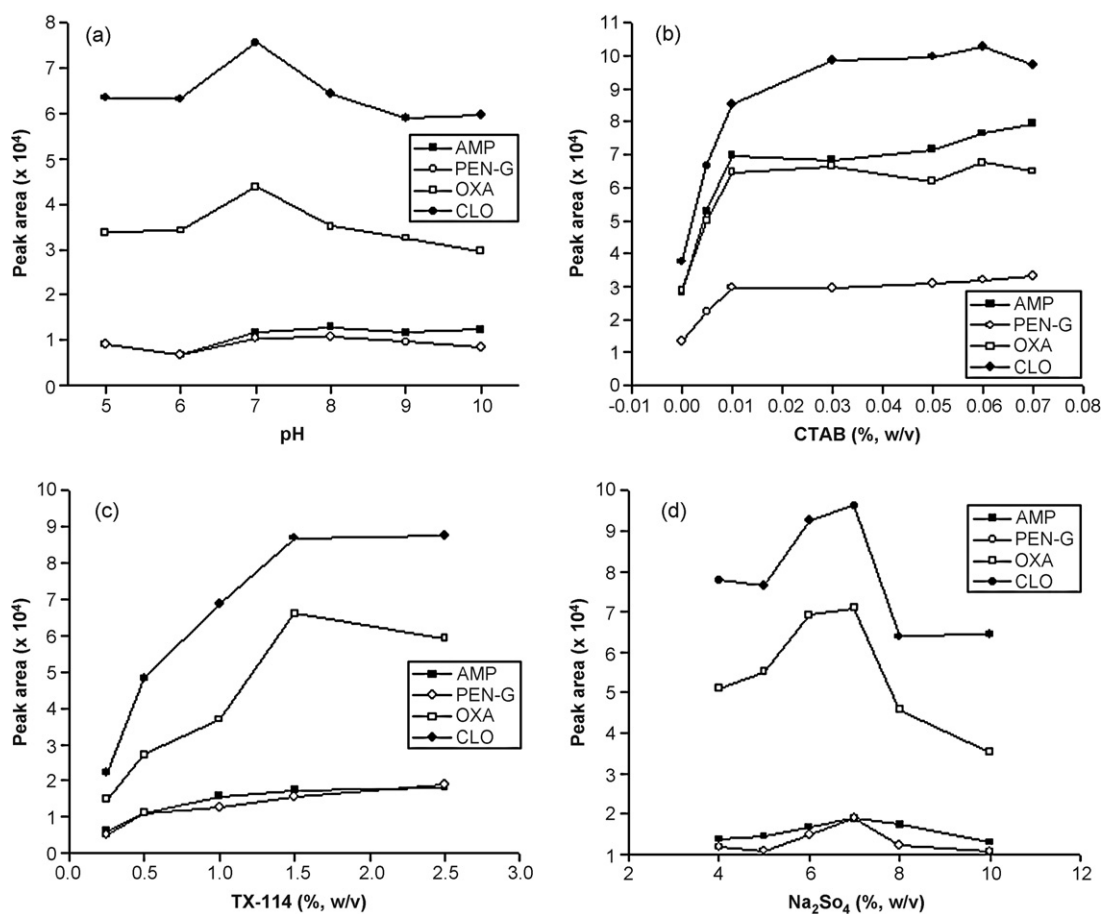 (a)
Peak area (x 10⁴)
8
7
6
5
4
3
2
1
0
AMP
PEN-G
OXA
CLO
5 6 7 8 9 10
pH
(b)
Peak area (x 10⁴)
11
10
9
8
7
6
5
4
3
2
1
0
AMP
PEN-G
OXA
CLO
-0.01 0.00 0.01 0.02 0.03 0.04 0.05 0.06 0.07 0.08
CTAB (%, w/v)
(c)
Peak area (x 10⁴)
10
9
8
7
6
5
4
3
2
1
0
AMP
PEN-G
OXA
CLO
0.0 0.5 1.0 1.5 2.0 2.5 3.0
TX-114 (%, w/v)
(d)
Peak area (x 10⁴)
10
9
8
7
6
5
4
3
2
1
AMP
PEN-G
OXA
CLO
2 4 6 8 10 12
Na₂So₄ (%, w/v)